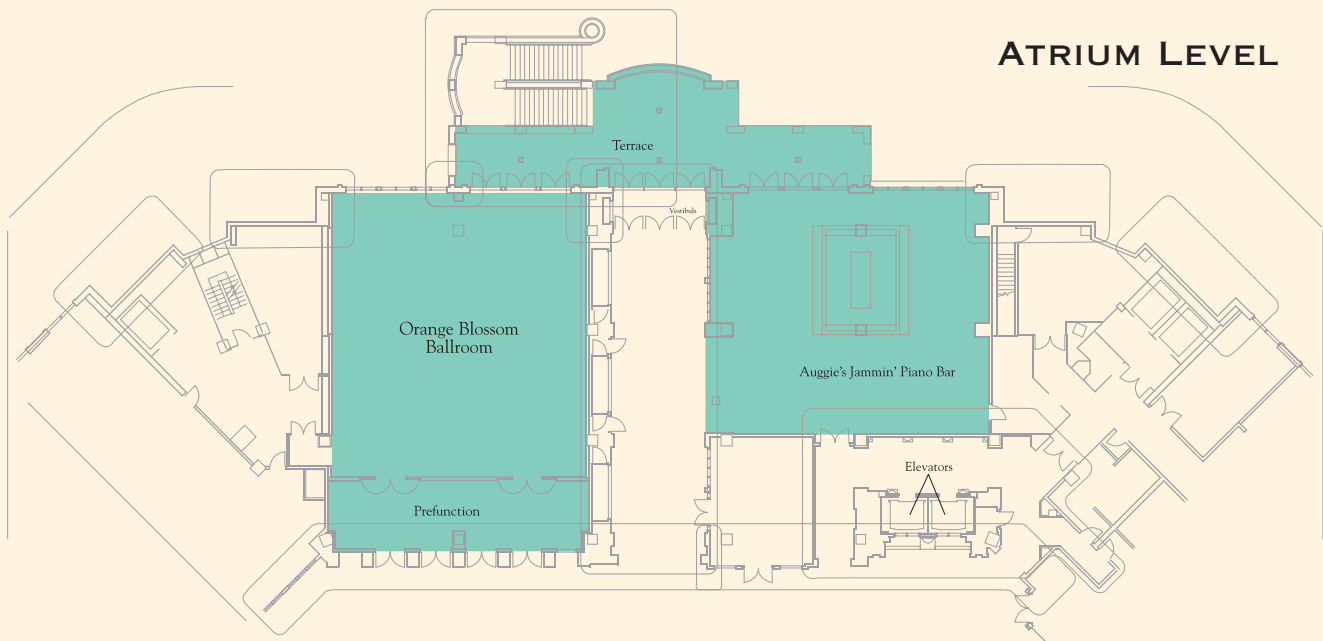 ATRIUM LEVEL
Terrace
Vestibule
Orange Blossom
Ballroom
Auggie's Jammin' Piano Bar
Elevators
Prefunction